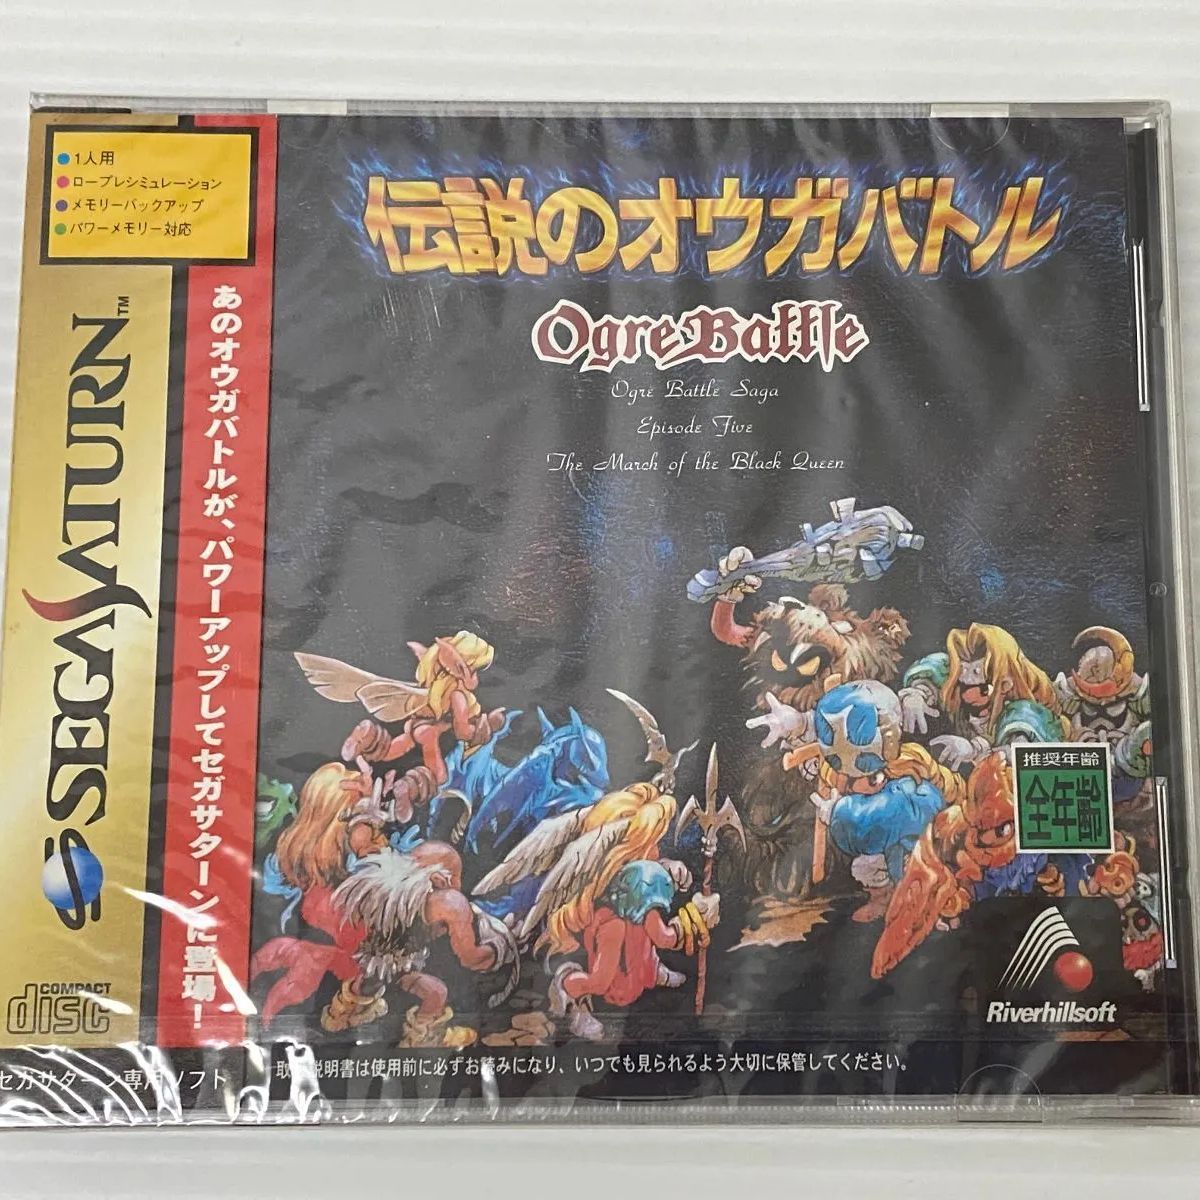 1人用
ロープレシミュレーション
メモリーバックアップ
パワーメモリー対応
SEGA SATURN™
あのオウガバトルが、パワーアップしてセガサターンに登場!
COMPACT
disc
セガサターン専用ソフト
伝説のオウガバトル
Ogre Battle
Ogre Battle Saga
Episode Five
The March of the Black Queen
推奨年齢
全年齢
Riverhillsoft
取扱説明書は使用前に必ずお読みになり、いつでも見られるよう大切に保管してください。